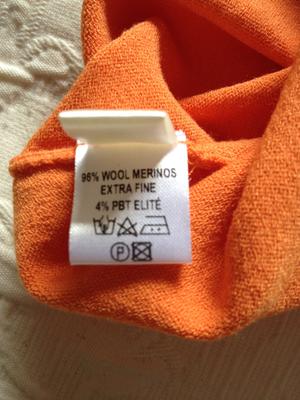 96% WOOL MERINOS
EXTRA FINE
4% PBT ELITÉ
P